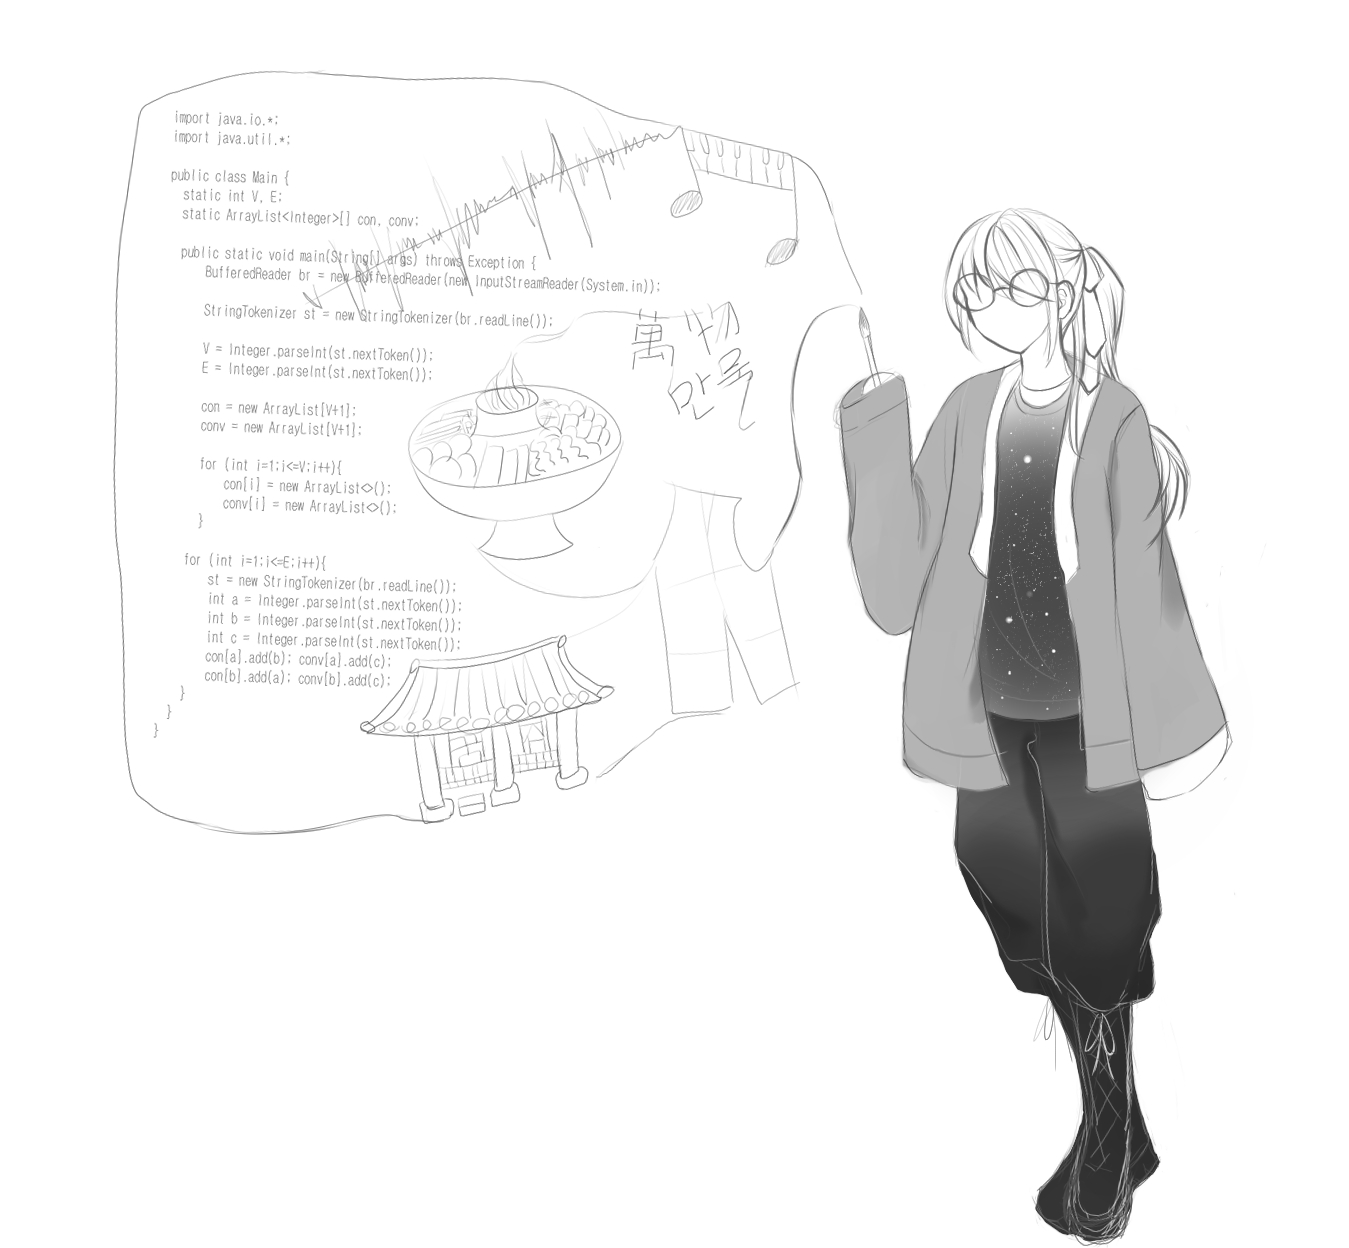 import java.io.*;
import java.util.*;
public class Main {
static int V, E;
static ArrayList<Integer>[] con, conv;
public static void main(String[] args) throws Exception {
BufferedReader br = new BufferedReader(new InputStreamReader(System.in));
StringTokenizer st = new StringTokenizer(br.readLine());
V = Integer.parseInt(st.nextToken());
E = Integer.parseInt(st.nextToken());
con = new ArrayList[V+1];
conv = new ArrayList[V+1];
for (int i=1;i<=V;i++){
con[i] = new ArrayList<>();
conv[i] = new ArrayList<>();
}
for (int i=1;i<=E;i++){
st = new StringTokenizer(br.readLine());
int a = Integer.parseInt(st.nextToken());
int b = Integer.parseInt(st.nextToken());
int c = Integer.parseInt(st.nextToken());
con[a].add(b); conv[a].add(c);
con[b].add(a); conv[b].add(c);
}
}
}
萬
만물